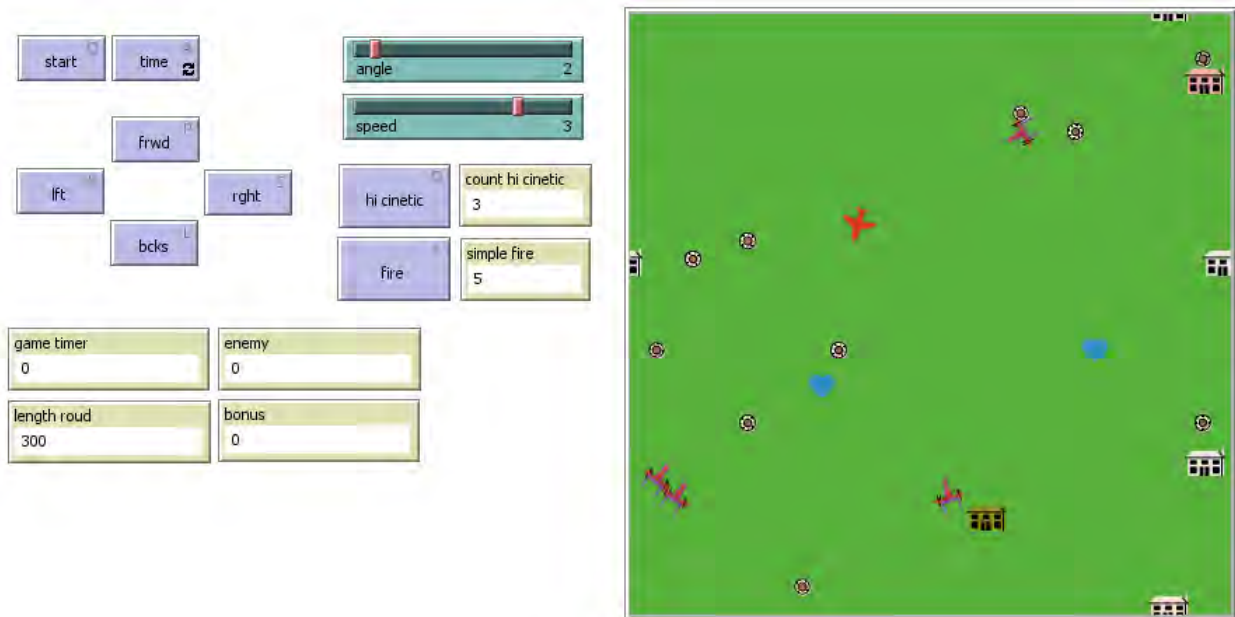 start
time
angle 2
speed 3
frwd
lft
rght
bcks
hi cinetic
count hi cinetic
3
fire
simple fire
5
game timer
0
enemy
0
length roud
300
bonus
0